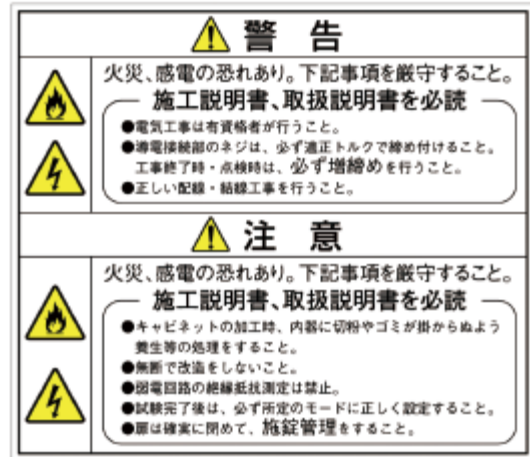 警 告
火災、感電の恐れあり。下記事項を厳守すること。
施工説明書、取扱説明書を必読
●電気工事は有資格者が行うこと。
●導電接続部のネジは、必ず適正トルクで締め付けること。
工事終了時・点検時は、必ず増締めを行うこと。
●正しい配線・結線工事を行うこと。
注 意
火災、感電の恐れあり。下記事項を厳守すること。
施工説明書、取扱説明書を必読
●キャビネットの加工時、内器に切粉やゴミが掛からぬよう
養生等の処理をすること。
●無断で改造をしないこと。
●弱電回路の絶縁抵抗測定は禁止。
●試験完了後は、必ず所定のモードに正しく設定すること。
●扉は確実に閉めて、施錠管理をすること。